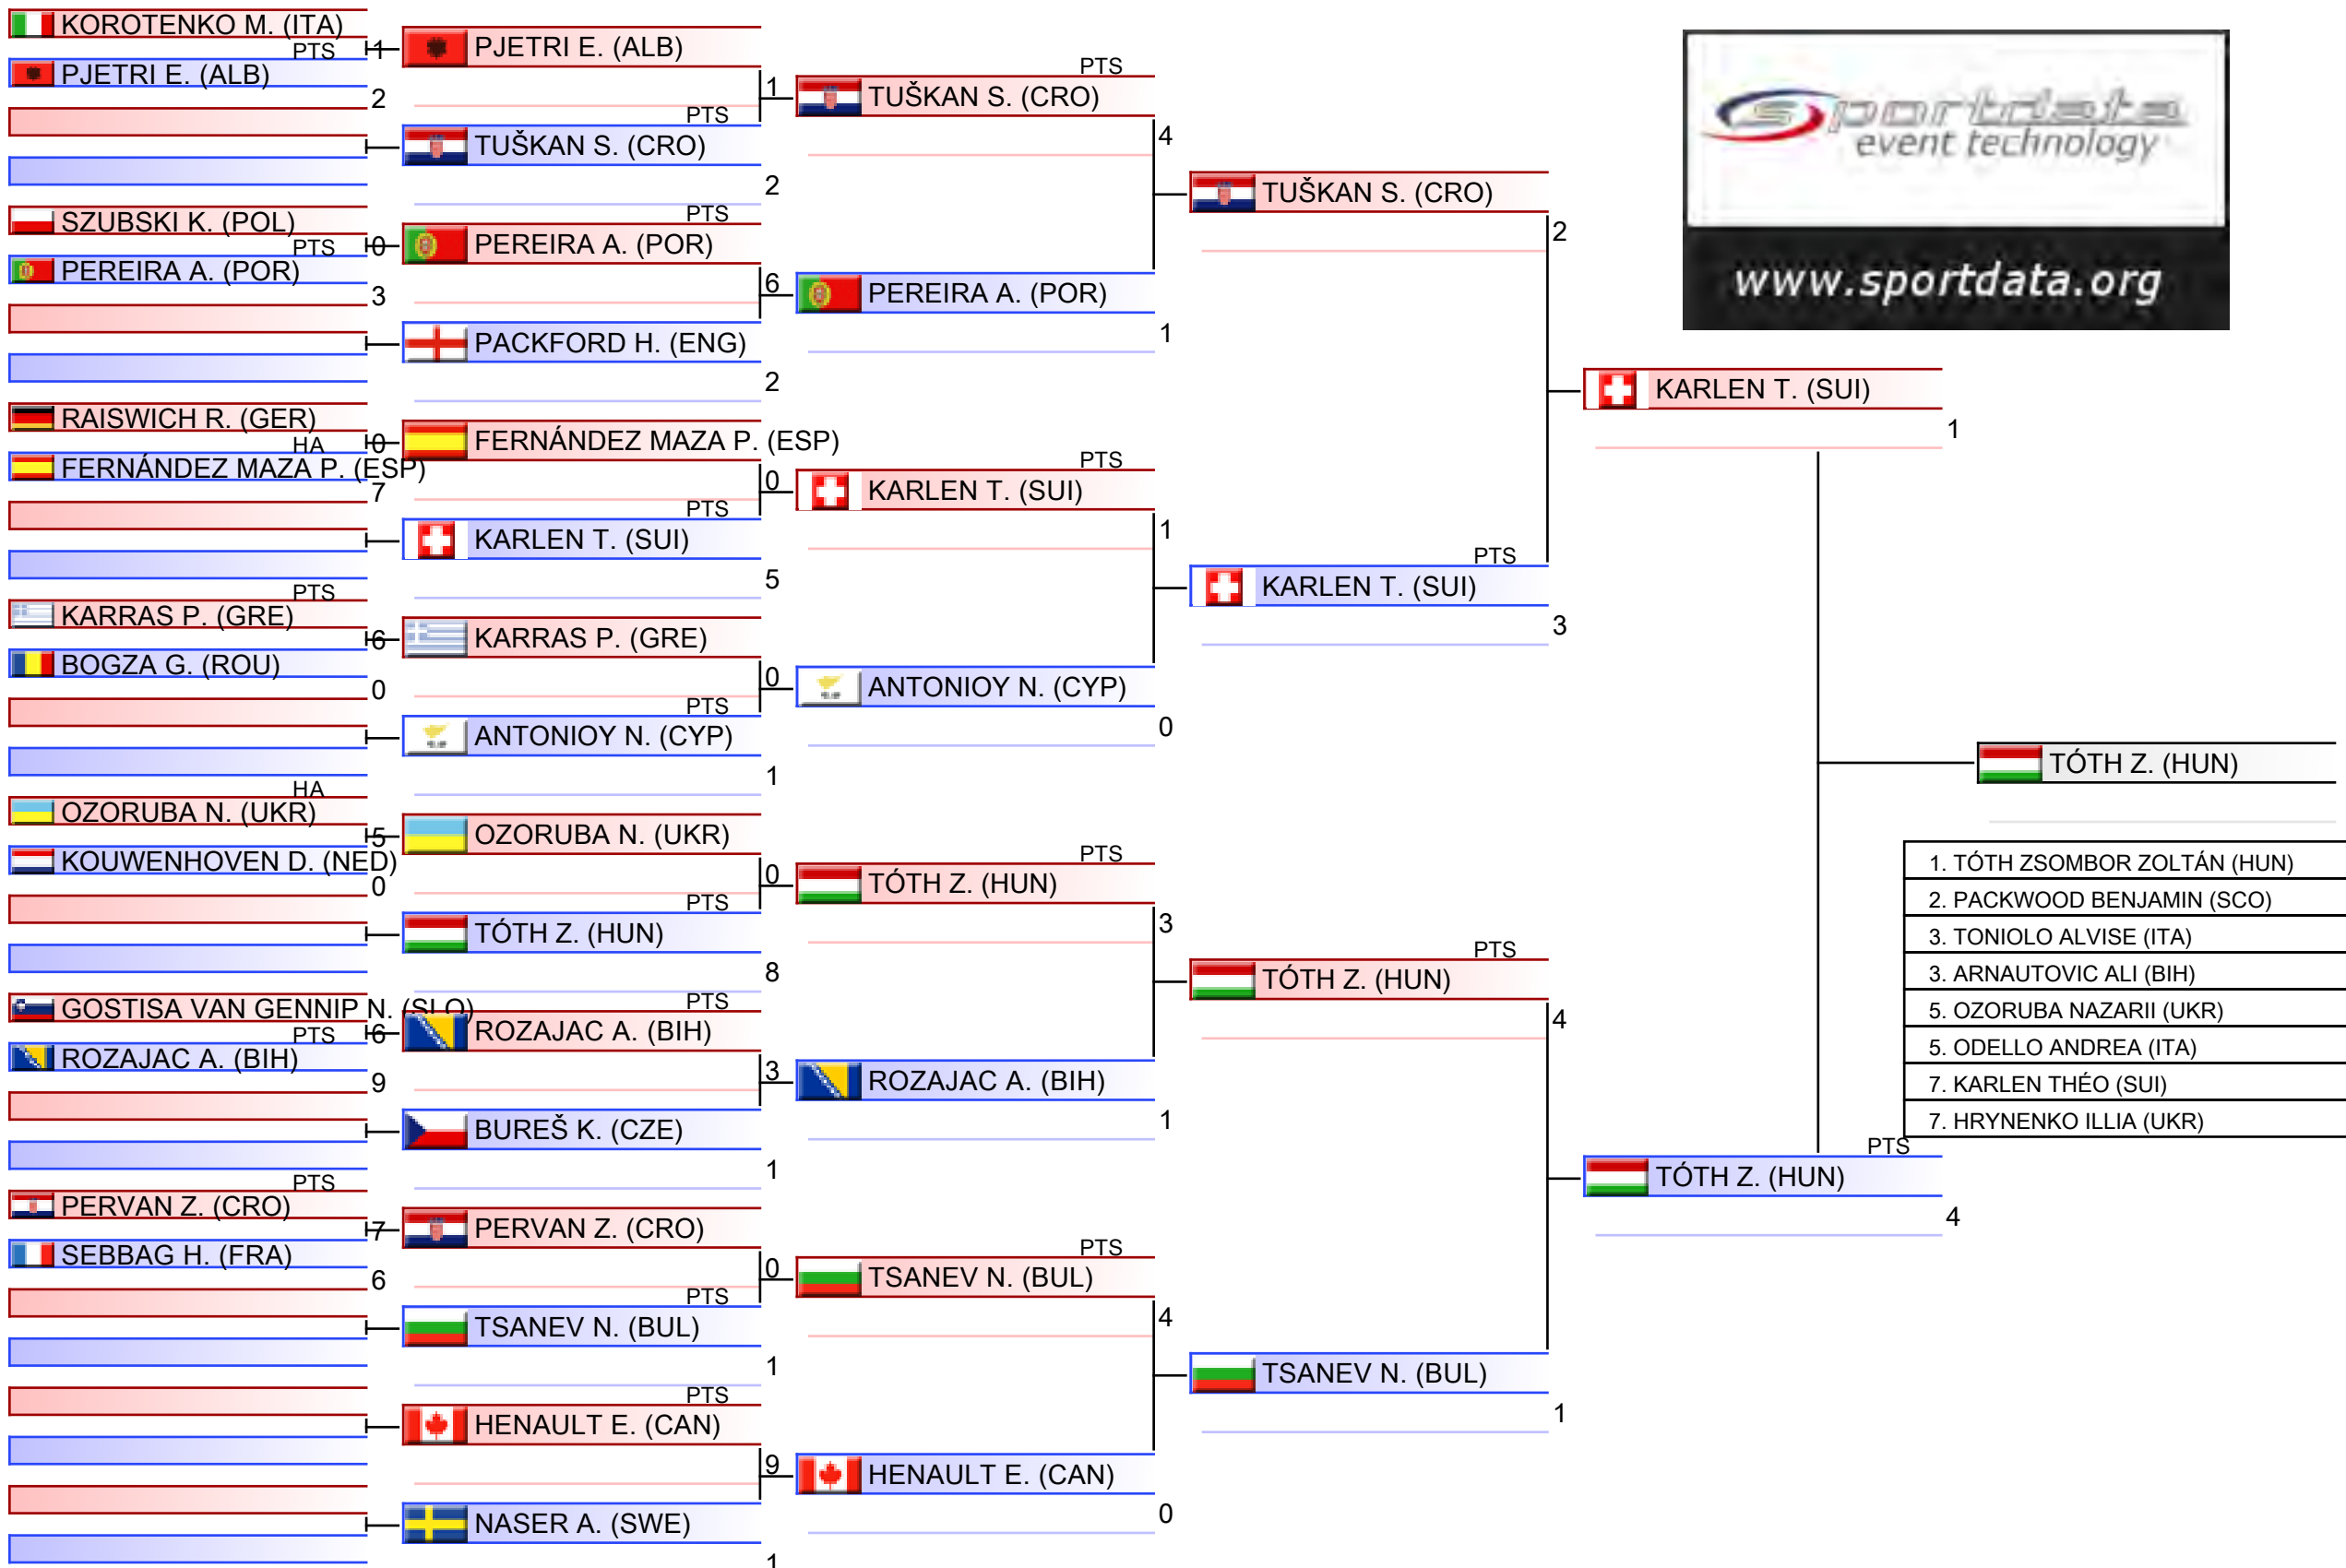 KOROTENKO M. (ITA)
PTS
1
PJETRI E. (ALB)
2
SZUBSKI K. (POL)
PTS
0
PEREIRA A. (POR)
3
RAISWICH R. (GER)
HA
0
FERNÁNDEZ MAZA P. (ESP)
7
PTS
KARRAS P. (GRE)
6
BOGZA G. (ROU)
0
HA
OZORUBA N. (UKR)
5
KOUWENHOVEN D. (NED)
0
GOSTISA VAN GENNIP N. (SLO)
PTS
6
ROZAJAC A. (BIH)
9
PTS
PERVAN Z. (CRO)
7
SEBBAG H. (FRA)
6
PJETRI E. (ALB)
1
PTS
TUŠKAN S. (CRO)
2
PTS
PEREIRA A. (POR)
6
PACKFORD H. (ENG)
2
FERNÁNDEZ MAZA P. (ESP)
0
PTS
KARLEN T. (SUI)
5
KARRAS P. (GRE)
0
PTS
ANTONIOY N. (CYP)
1
OZORUBA N. (UKR)
0
PTS
TÓTH Z. (HUN)
8
PTS
ROZAJAC A. (BIH)
3
BUREŠ K. (CZE)
1
PERVAN Z. (CRO)
0
PTS
TSANEV N. (BUL)
1
PTS
HENAULT E. (CAN)
9
NASER A. (SWE)
1
PTS
TUŠKAN S. (CRO)
4
PEREIRA A. (POR)
1
PTS
KARLEN T. (SUI)
1
ANTONIOY N. (CYP)
0
PTS
TÓTH Z. (HUN)
3
ROZAJAC A. (BIH)
1
PTS
TSANEV N. (BUL)
4
HENAULT E. (CAN)
0
TUŠKAN S. (CRO)
2
PTS
KARLEN T. (SUI)
3
PTS
TÓTH Z. (HUN)
4
TSANEV N. (BUL)
1
KARLEN T. (SUI)
1
PTS
TÓTH Z. (HUN)
4
sportdata
event technology
www.sportdata.org
TÓTH Z. (HUN)
1. TÓTH ZSOMBOR ZOLTÁN (HUN)
2. PACKWOOD BENJAMIN (SCO)
3. TONIOLO ALVISE (ITA)
3. ARNAUTOVIC ALI (BIH)
5. OZORUBA NAZARII (UKR)
5. ODELLO ANDREA (ITA)
7. KARLEN THÉO (SUI)
7. HRYNENKO ILLIA (UKR)